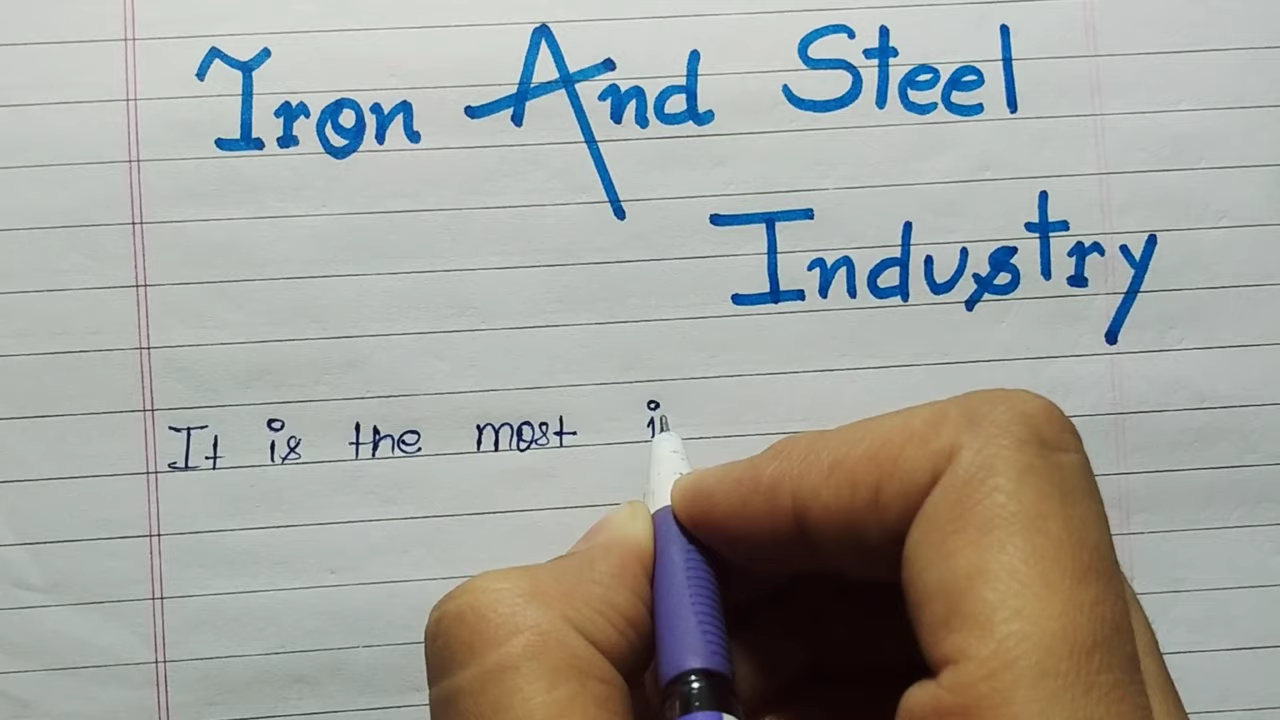 Iron And Steel
Industry
It is the most